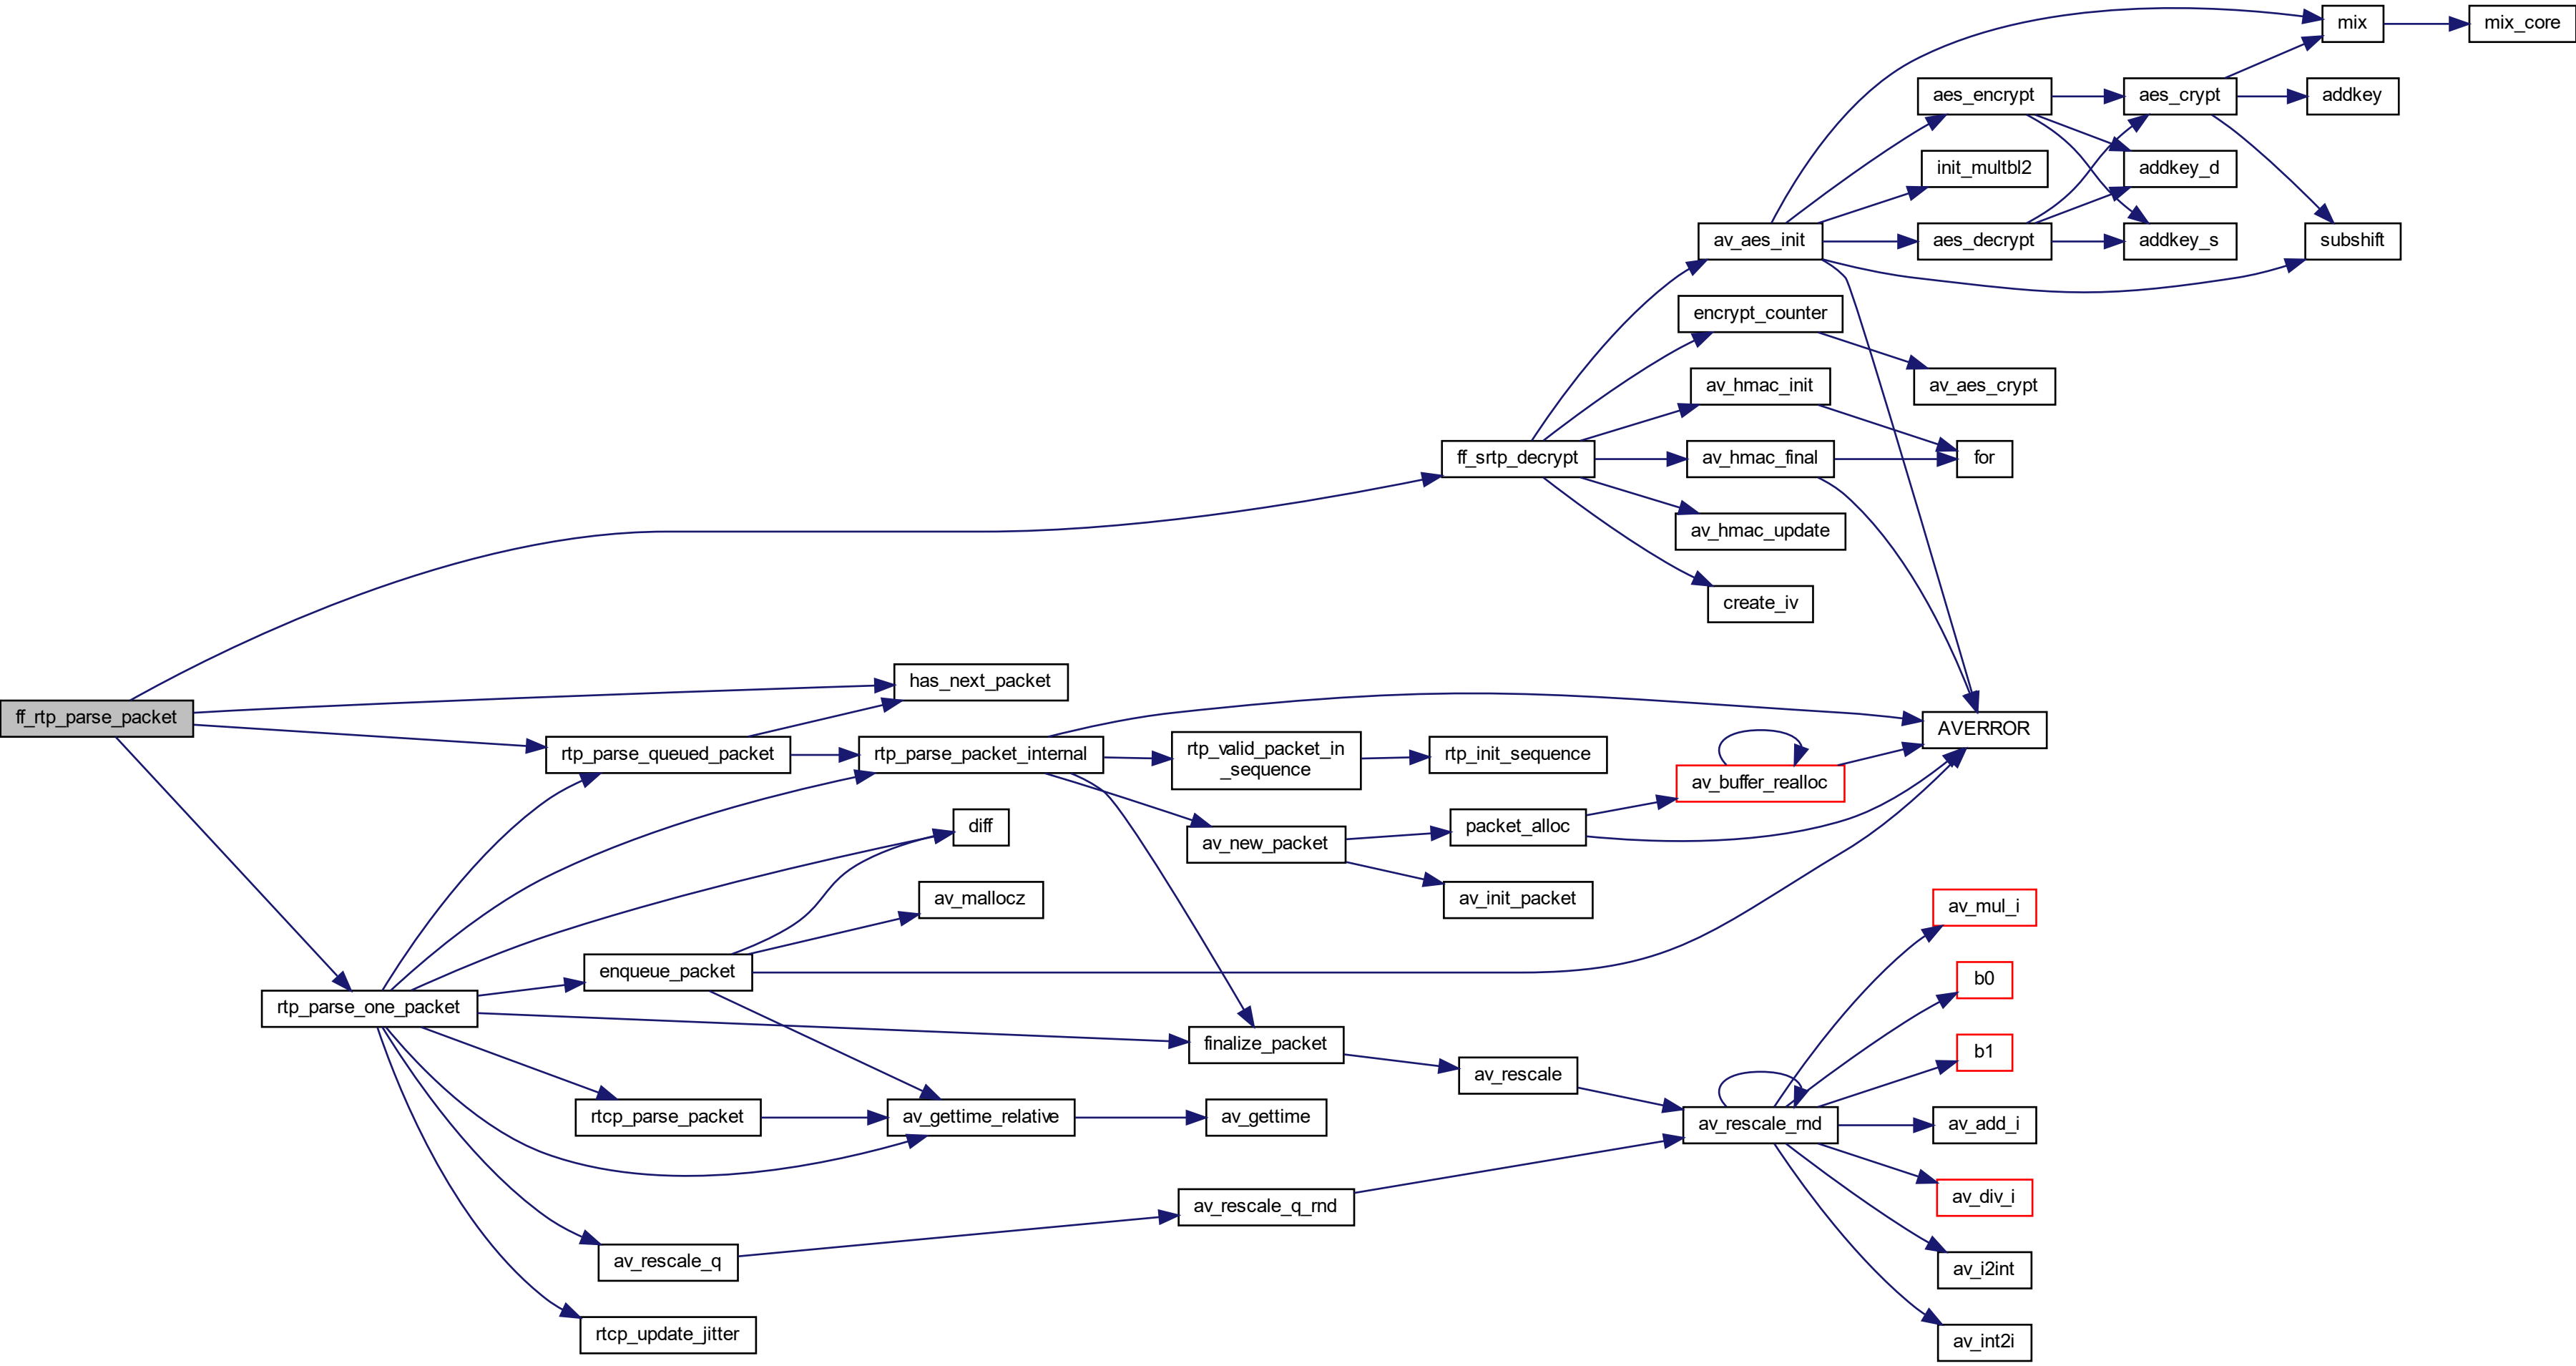 mix
mix_core
aes_encrypt
aes_crypt
addkey
init_multbl2
addkey_d
av_aes_init
aes_decrypt
addkey_s
subshift
encrypt_counter
av_hmac_init
av_aes_crypt
ff_srtp_decrypt
av_hmac_final
for
av_hmac_update
create_iv
has_next_packet
ff_rtp_parse_packet
AVERROR
rtp_parse_queued_packet
rtp_parse_packet_internal
rtp_valid_packet_in
_sequence
rtp_init_sequence
av_buffer_realloc
diff
packet_alloc
av_new_packet
av_mallocz
av_init_packet
av_mul_i
enqueue_packet
b0
rtp_parse_one_packet
finalize_packet
b1
av_rescale
rtcp_parse_packet
av_gettime_relative
av_gettime
av_rescale_rnd
av_add_i
av_div_i
av_rescale_q_rnd
av_rescale_q
av_i2int
rtcp_update_jitter
av_int2i